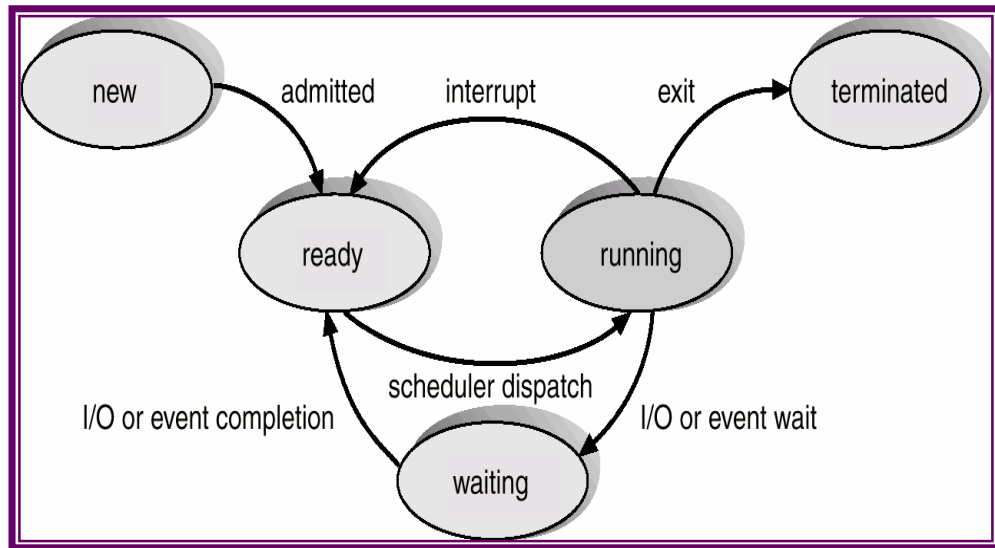 new
admitted
interrupt
exit
terminated
ready
running
scheduler dispatch
I/O or event completion
I/O or event wait
waiting